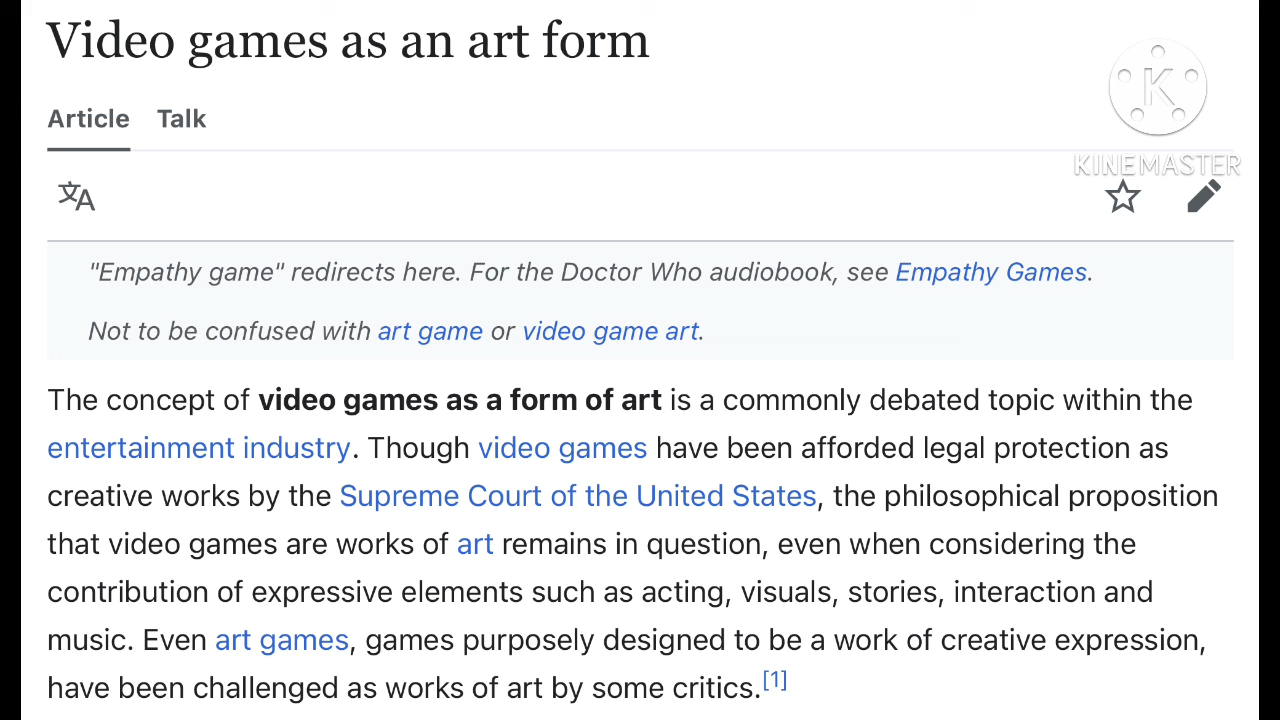 Video games as an art form
Article Talk
K
KINEMASTER
文A
"Empathy game" redirects here. For the Doctor Who audiobook, see Empathy Games.
Not to be confused with art game or video game art.
The concept of video games as a form of art is a commonly debated topic within the
entertainment industry. Though video games have been afforded legal protection as
creative works by the Supreme Court of the United States, the philosophical proposition
that video games are works of art remains in question, even when considering the
contribution of expressive elements such as acting, visuals, stories, interaction and
music. Even art games, games purposely designed to be a work of creative expression,
have been challenged as works of art by some critics.[1]